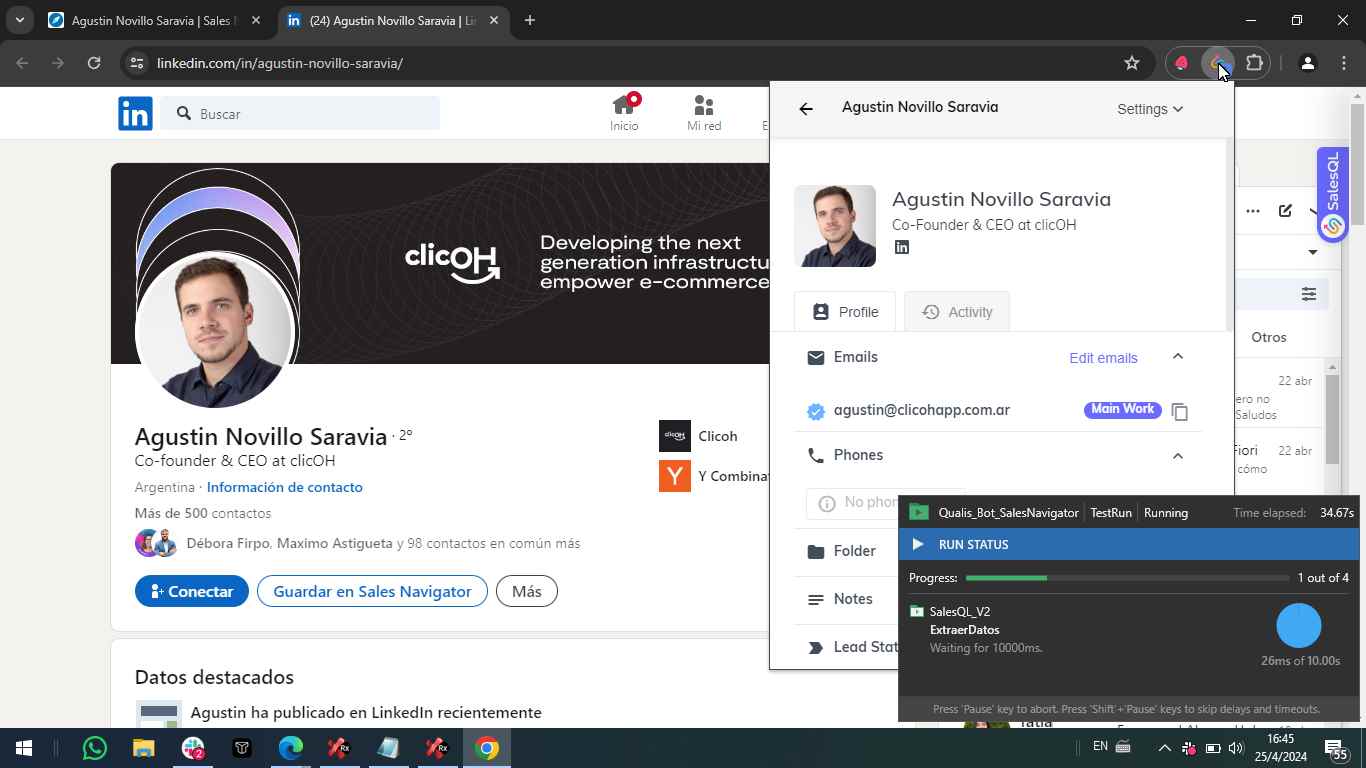 Agustin Novillo Saravia | Sales
(24) Agustin Novillo Saravia | Li
linkedin.com/in/agustin-novillo-saravia/
in
Buscar
Inicio
Mi red
Agustin Novillo Saravia
Settings
SalesQL
clicOH
Developing the next
generation infrastructu
empower e-commerce
Agustin Novillo Saravia
Co-Founder & CEO at clicOH
in
Profile
Activity
Otros
Emails
Edit emails
agustin@clicohapp.com.ar
Main Work
22 abr
ero no
Saludos
Agustin Novillo Saravia · 2º
Co-founder & CEO at clicOH
Argentina · Información de contacto
Más de 500 contactos
Débora Firpo, Maximo Astigueta y 98 contactos en común más
clicOH
Clicoh
Y
Y Combinat
Phones
Fiori
22 abr
cómo
No phon
Folder
Notes
Lead Stat
Conectar
Guardar en Sales Navigator
Más
Qualis_Bot_SalesNavigator
TestRun
Running
Time elapsed:
34.67s
RUN STATUS
Progress:
1 out of 4
SalesQL_V2
ExtraerDatos
Waiting for 10000ms.
26ms of 10.00s
Press 'Pause' key to abort. Press 'Shift'+'Pause' keys to skip delays and timeouts.
Datos destacados
Agustin ha publicado en LinkedIn recientemente
2
Rx
Rx
EN
16:45
25/4/2024
55